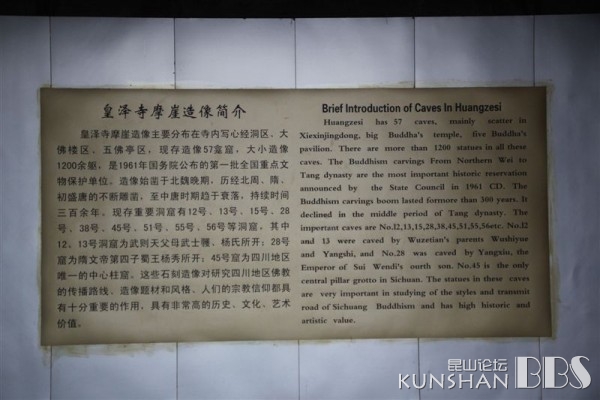 皇泽寺摩崖造像简介
皇泽寺摩崖造像主要分布在寺内写心经洞区、大
佛楼区、五佛亭区，现存造像57龛窟，大小造像
1200余躯，是1961年国务院公布的第一批全国重点文
物保护单位。造像始凿于北魏晚期，历经北周、隋、
初盛唐的不断雕凿，至中唐时期趋于衰落，持续时间
三百余年。现存重要洞窟有12号、13号、15号、28
号、38号、45号、51号、55号、56号等洞窟。其中
12、13号洞窟为武则天父母武士彟、杨氏所开；28号
窟为隋文帝第四子蜀王杨秀所开；45号窟为四川地区
唯一的中心柱窟。这些石刻造像对研究四川地区佛教
的传播路线、造像题材和风格、人们的宗教信仰都具
有十分重要的作用，具有非常高的历史、文化、艺术
价值。
Brief Introduction of Caves In Huangzesi
Huangzesi has 57 caves, mainly scatter in
Xiexinjingdong, big Buddha's temple, five Buddha's
pavilion. There are more than 1200 statues in all these
caves. The Buddhism carvings From Northern Wei to
Tang dynasty are the most important historic reservation
announced by the State Council in 1961 CD. The
Buddhism carvings boom lasted formore than 300 years. It
declined in the middle period of Tang dynasty. The
important caves are No.12,13,15,28,38,45,51,55,56etc. No.12
and 13 were caved by Wuzetian's parents Wushiyue
and Yangshi, and No.28 was caved by Yangxiu, the
Emperor of Sui Wendi's ourth son. No.45 is the only
central pillar grotto in Sichuan. The statues in these caves
are very important in studying of the styles and transmit
road of Sichuang Buddhism and has high historic and
artistic value.
昆山论坛
KUNSHAN BBS